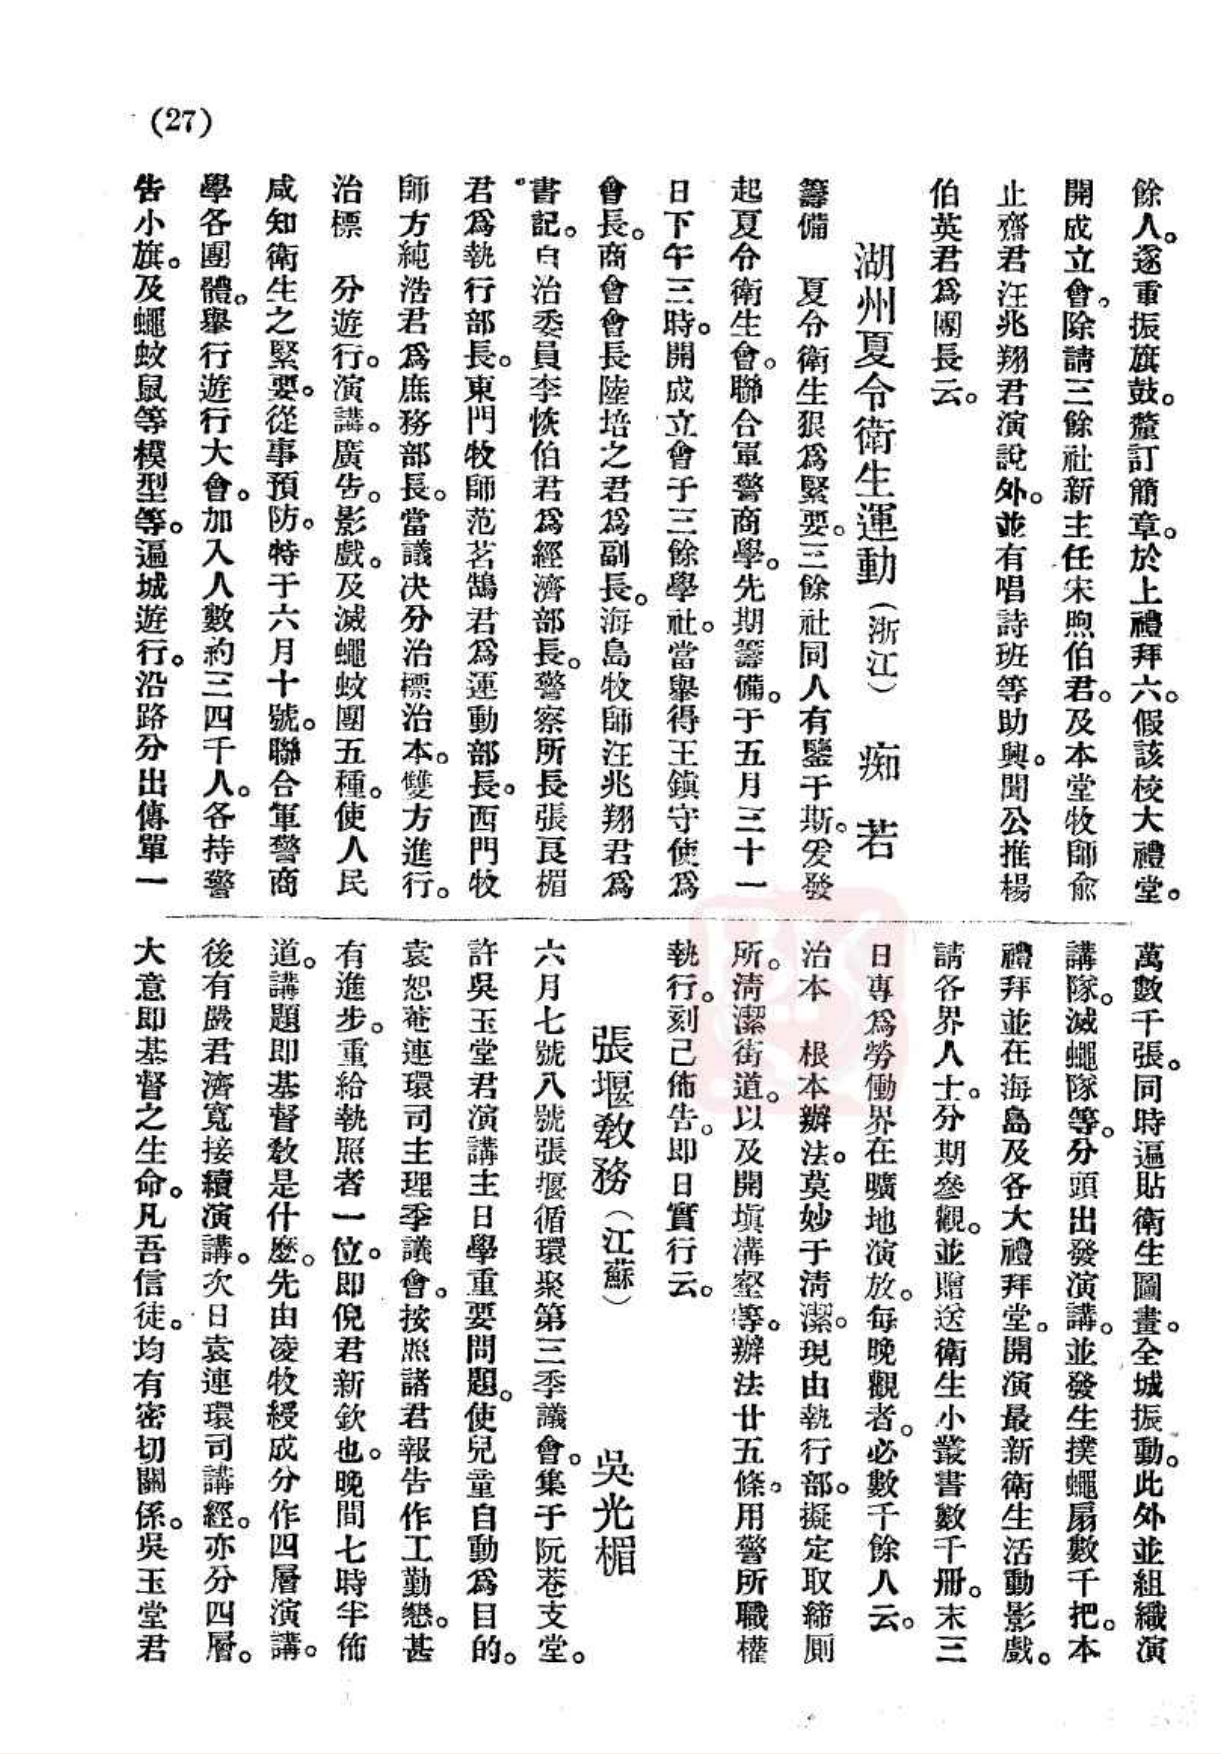 (27)
餘人。遂重振旗鼓。釐訂簡章。於上禮拜六。假該校大禮堂。
開成立會。除請三餘社新主任宋煦伯君。及本堂牧師俞
止齋君汪兆翔君演說外。並有唱詩班等助興。聞公推楊
伯英君爲團長云。
湖州夏令衛生運動（浙江）　痴若
籌備　夏令衛生狠爲緊要。三餘社同人有鑒于斯。爰發
起夏令衛生會。聯合軍警商學。先期籌備。于五月三十一
日下午三時。開成立會于三餘學社。當舉得王鎮守使爲
會長。商會會長陸培之君爲副長。海島牧師汪兆翔君爲
書記。自治委員李恢伯君爲經濟部長。警察所長張良楣
君爲執行部長。東門牧師范茗鵠君爲運動部長。西門牧
師方純浩君爲庶務部長。當議决分治標治本。雙方進行。
治標　分遊行。演講。廣告。影戲。及滅蠅蚊團五種。使人民
咸知衛生之緊要。從事預防。特于六月十號。聯合軍警商
學各團體。舉行遊行大會。加入人數約三四千人。各持警
告小旗。及蠅蚊鼠等模型等。遍城遊行。沿路分出傳單一
萬數千張。同時遍貼衛生圖畫。全城振動。此外並組織演
講隊。滅蠅隊等。分頭出發演講。並發生撲蠅扇數千把。本
禮拜並在海島及各大禮拜堂。開演最新衛生活動影戲。
請各界人士。分期參觀。並贈送衛生小叢書數千冊。末三
日專爲勞働界在曠地演放。每晚觀者。必數千餘人云。
治本　根本辦法。莫妙于清潔。現由執行部。擬定取締厠
所。清潔街道。以及開塡溝壑等。辦法廿五條。用警所職權
執行。刻己佈告。即日實行云。
張堰敎務（江蘇）　吳光楣
六月七號八號張堰循環聚第三季議會。集于阮巷支堂。
許吳玉堂君演講主日學重要問題。使兒童自動爲目的。
袁恕菴連環司主理季議會。按照諸君報告作工勤懇。甚
有進步。重給執照者一位。即倪君新欽也。晚間七時半佈
道。講題即基督敎是什麼。先由凌牧綬成分作四層演講。
後有嚴君濟寬接續演講。次日袁連環司講經。亦分四層。
大意即基督之生命。凡吾信徒。均有密切關係。吳玉堂君